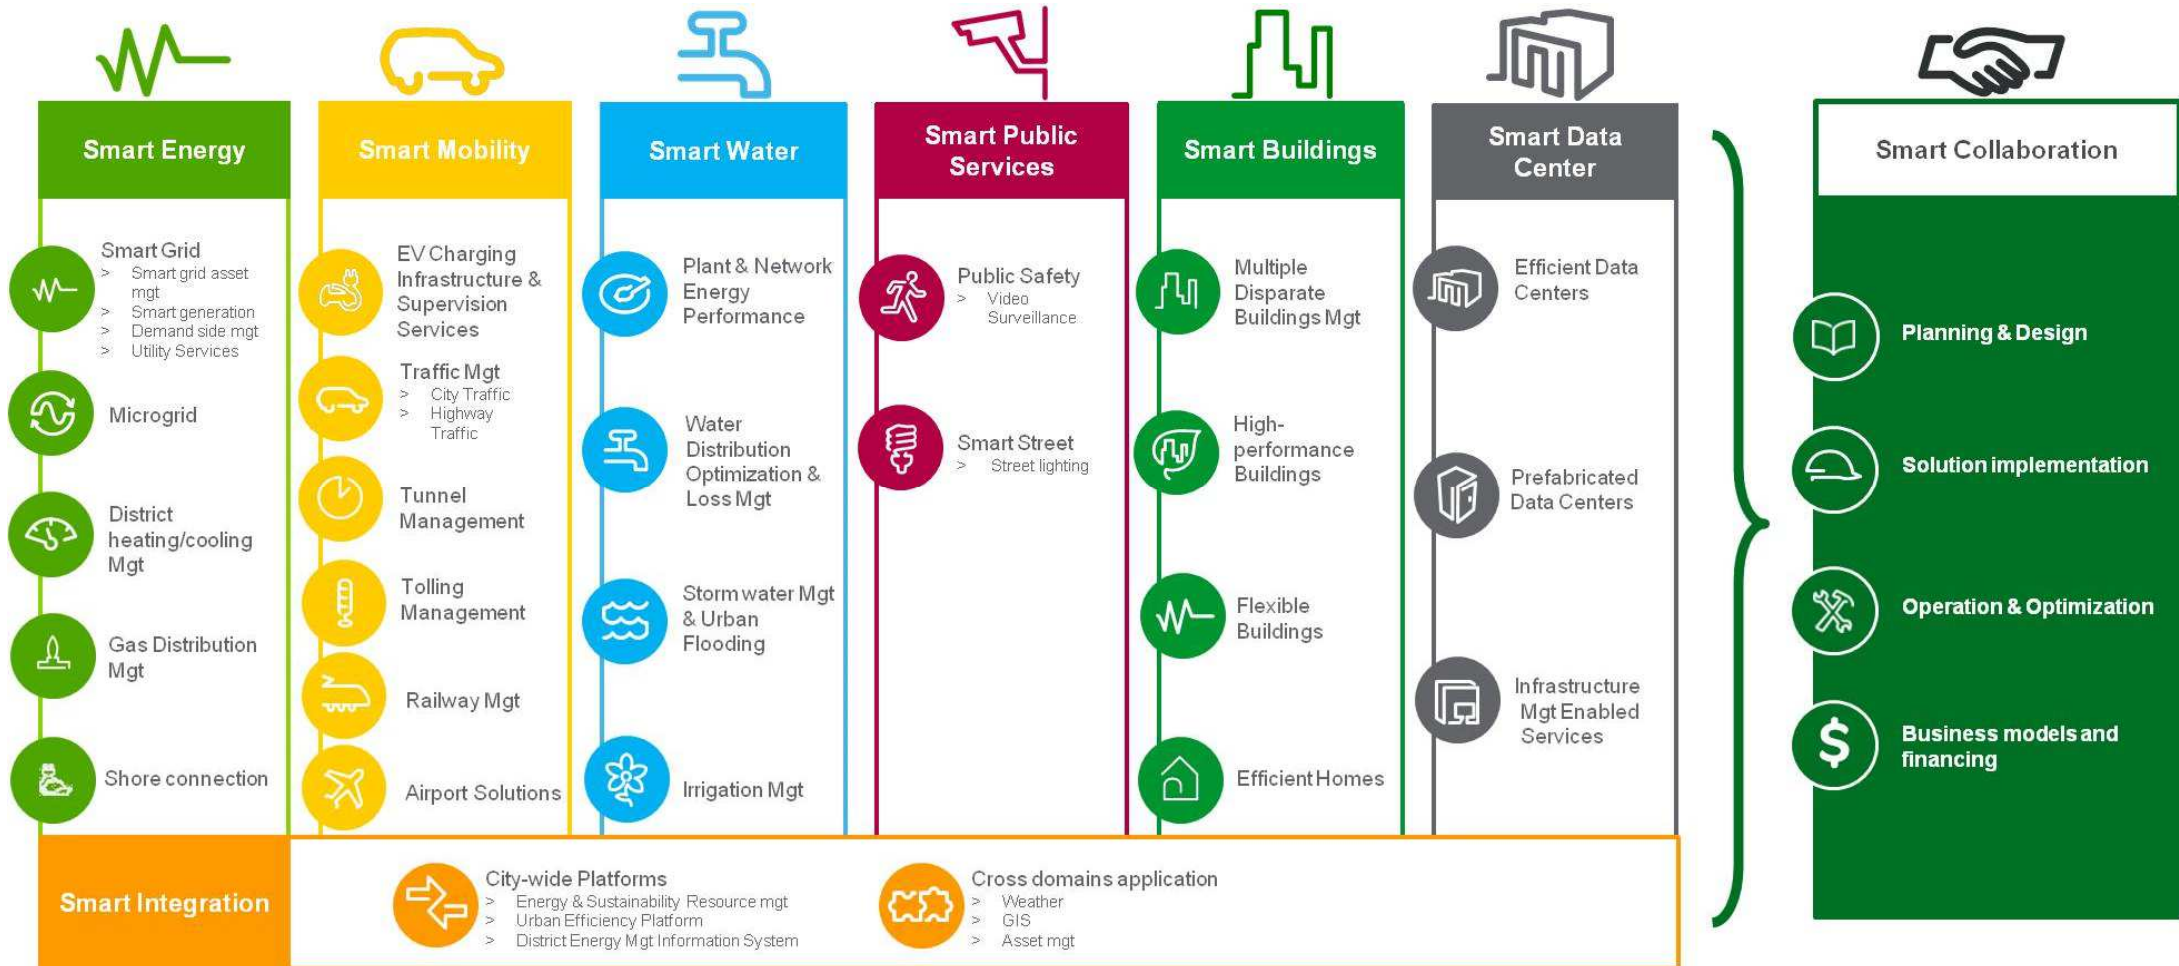 Smart Energy
Smart Grid
> Smart grid asset
mgt
> Smart generation
> Demand side mgt
> Utility Services
Microgrid
District
heating/cooling
Mgt
Gas Distribution
Mgt
Shore connection
Smart Mobility
EV Charging
Infrastructure &
Supervision
Services
Traffic Mgt
> City Traffic
> Highway
Traffic
Tunnel
Management
Tolling
Management
Railway Mgt
Airport Solutions
Smart Water
Plant & Network
Energy
Performance
Water
Distribution
Optimization &
Loss Mgt
Storm water Mgt
& Urban
Flooding
Irrigation Mgt
Smart Public
Services
Public Safety
> Video
Surveillance
Smart Street
> Street lighting
Smart Buildings
Multiple
Disparate
Buildings Mgt
High-
performance
Buildings
Flexible
Buildings
Efficient Homes
Smart Data
Center
Efficient Data
Centers
Prefabricated
Data Centers
Infrastructure
Mgt Enabled
Services
Smart Integration
City-wide Platforms
> Energy & Sustainability Resource mgt
> Urban Efficiency Platform
> District Energy Mgt Information System
Cross domains application
> Weather
> GIS
> Asset mgt
Smart Collaboration
Planning & Design
Solution implementation
Operation & Optimization
$
Business models and
financing